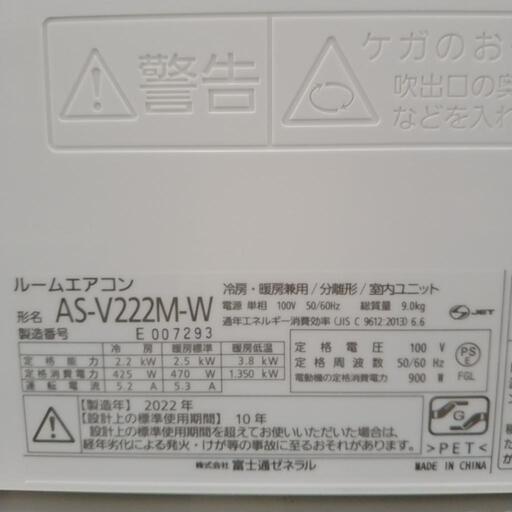 警告
ケガのお
吹出口の奥
などを入れ
ルームエアコン
形名 AS-V222M-W
製造番号 E 007293
冷房・暖房兼用/分離形/室内ユニット
電源 単相 100V 50/60Hz 総質量 9.0kg
通年エネルギー消費効率(JIS C 9612:2013) 6.6
JET
冷房 暖房標準 暖房低温
定格能力 2.2 kW 2.5 kW 3.8 kW
定格消費電力 425 W 470 W 1,350 kW
運転電流 5.2 A 5.3 A
定格電圧 100 V
定格周波数 50/60 Hz
電動機の定格消費電力 900 W
PS
E
FGL
【製造年】2022年
【設計上の標準使用期間】10年
設計上の標準使用期間を超えてお使いいただいた場合は、
経年劣化による発火・けが等の事故に至るおそれがあります。
G
>PET<
株式会社 富士通ゼネラル
MADE IN CHINA